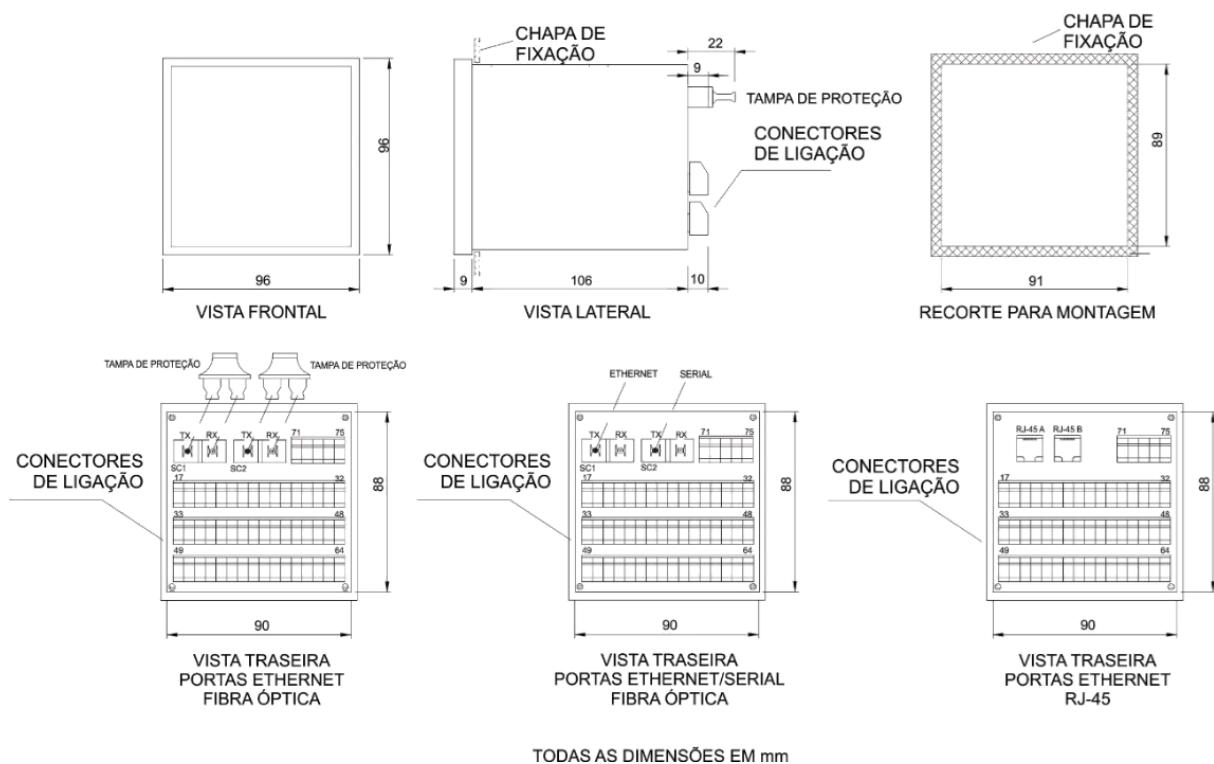 CHAPA DE
FIXAÇÃO
22
9
TAMPA DE PROTEÇÃO
CONECTORES
DE LIGAÇÃO
CHAPA DE
FIXAÇÃO
96
89
96
9
106
10
91
VISTA FRONTAL
VISTA LATERAL
RECORTE PARA MONTAGEM
TAMPA DE PROTEÇÃO
TAMPA DE PROTEÇÃO
TX
RX
TX
RX
71
75
SC1
SC2
17
32
33
48
49
64
CONECTORES
DE LIGAÇÃO
88
90
VISTA TRASEIRA
PORTAS ETHERNET
FIBRA ÓPTICA
ETHERNET
SERIAL
TX
RX
TX
RX
71
75
SC1
SC2
17
32
33
48
49
64
CONECTORES
DE LIGAÇÃO
88
90
VISTA TRASEIRA
PORTAS ETHERNET/SERIAL
FIBRA ÓPTICA
RJ-45 A
RJ-45 B
71
75
17
32
33
48
49
64
CONECTORES
DE LIGAÇÃO
88
90
VISTA TRASEIRA
PORTAS ETHERNET
RJ-45
TODAS AS DIMENSÕES EM mm